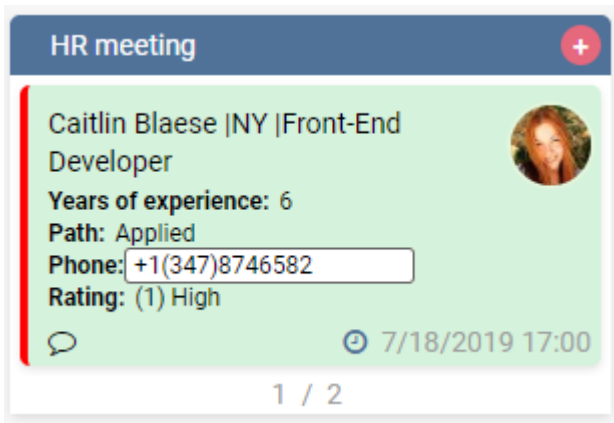 HR meeting
+
Caitlin Blaese |NY |Front-End
Developer
Years of experience: 6
Path: Applied
Phone: +1(347)8746582
Rating: (1) High
7/18/2019 17:00
1 / 2